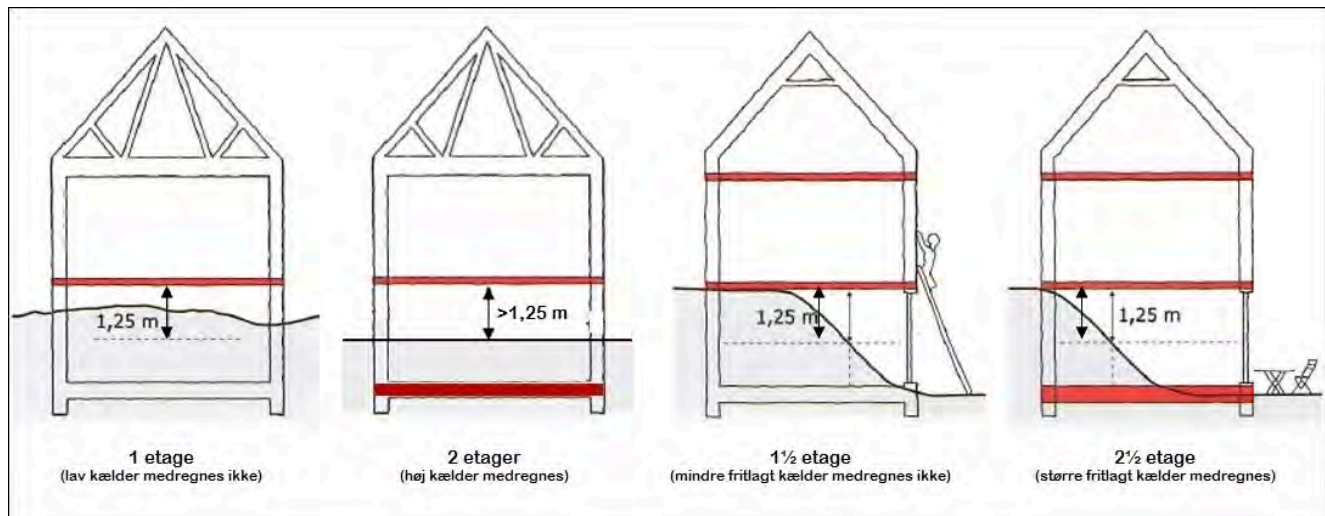 1,25 m
>1,25 m
1,25 m
1,25 m
1 etage
(lav kælder medregnes ikke)
2 etager
(høj kælder medregnes)
1½ etage
(mindre fritlagt kælder medregnes ikke)
2½ etage
(større fritlagt kælder medregnes)